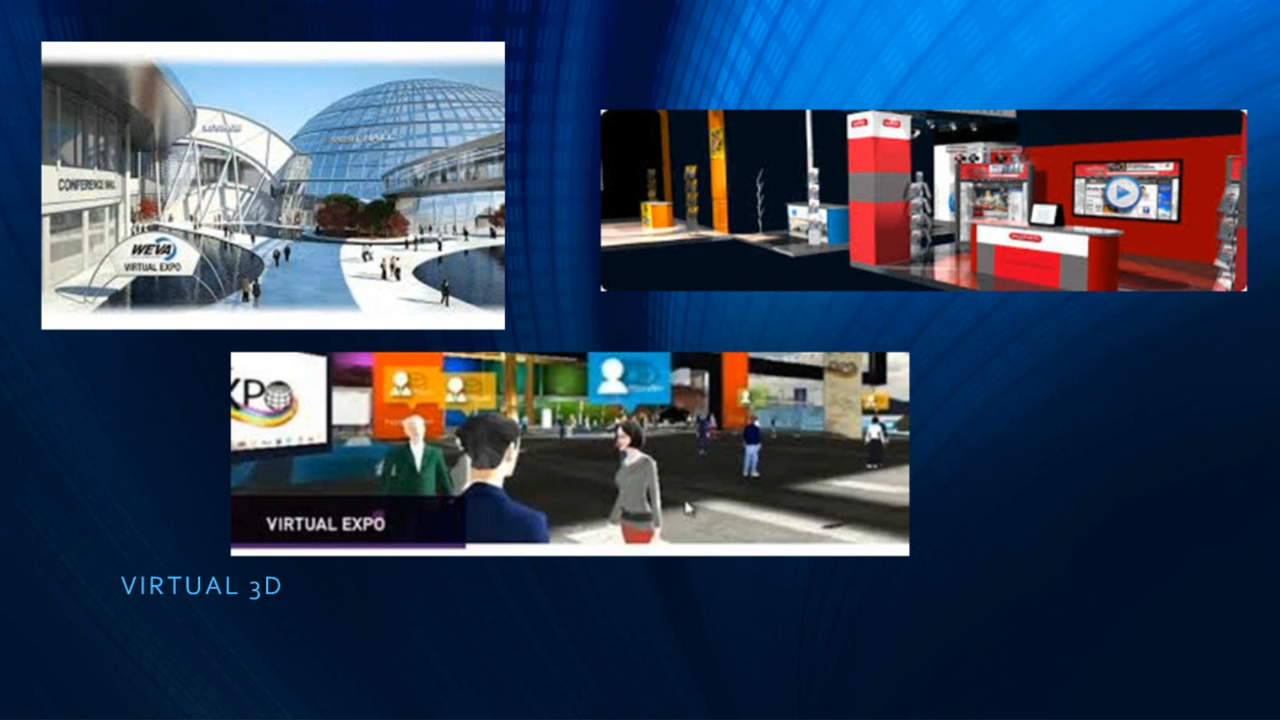 CONFERENCE HALL
WEVA
VIRTUAL EXPO
XPO
VIRTUAL EXPO
VIRTUAL 3D